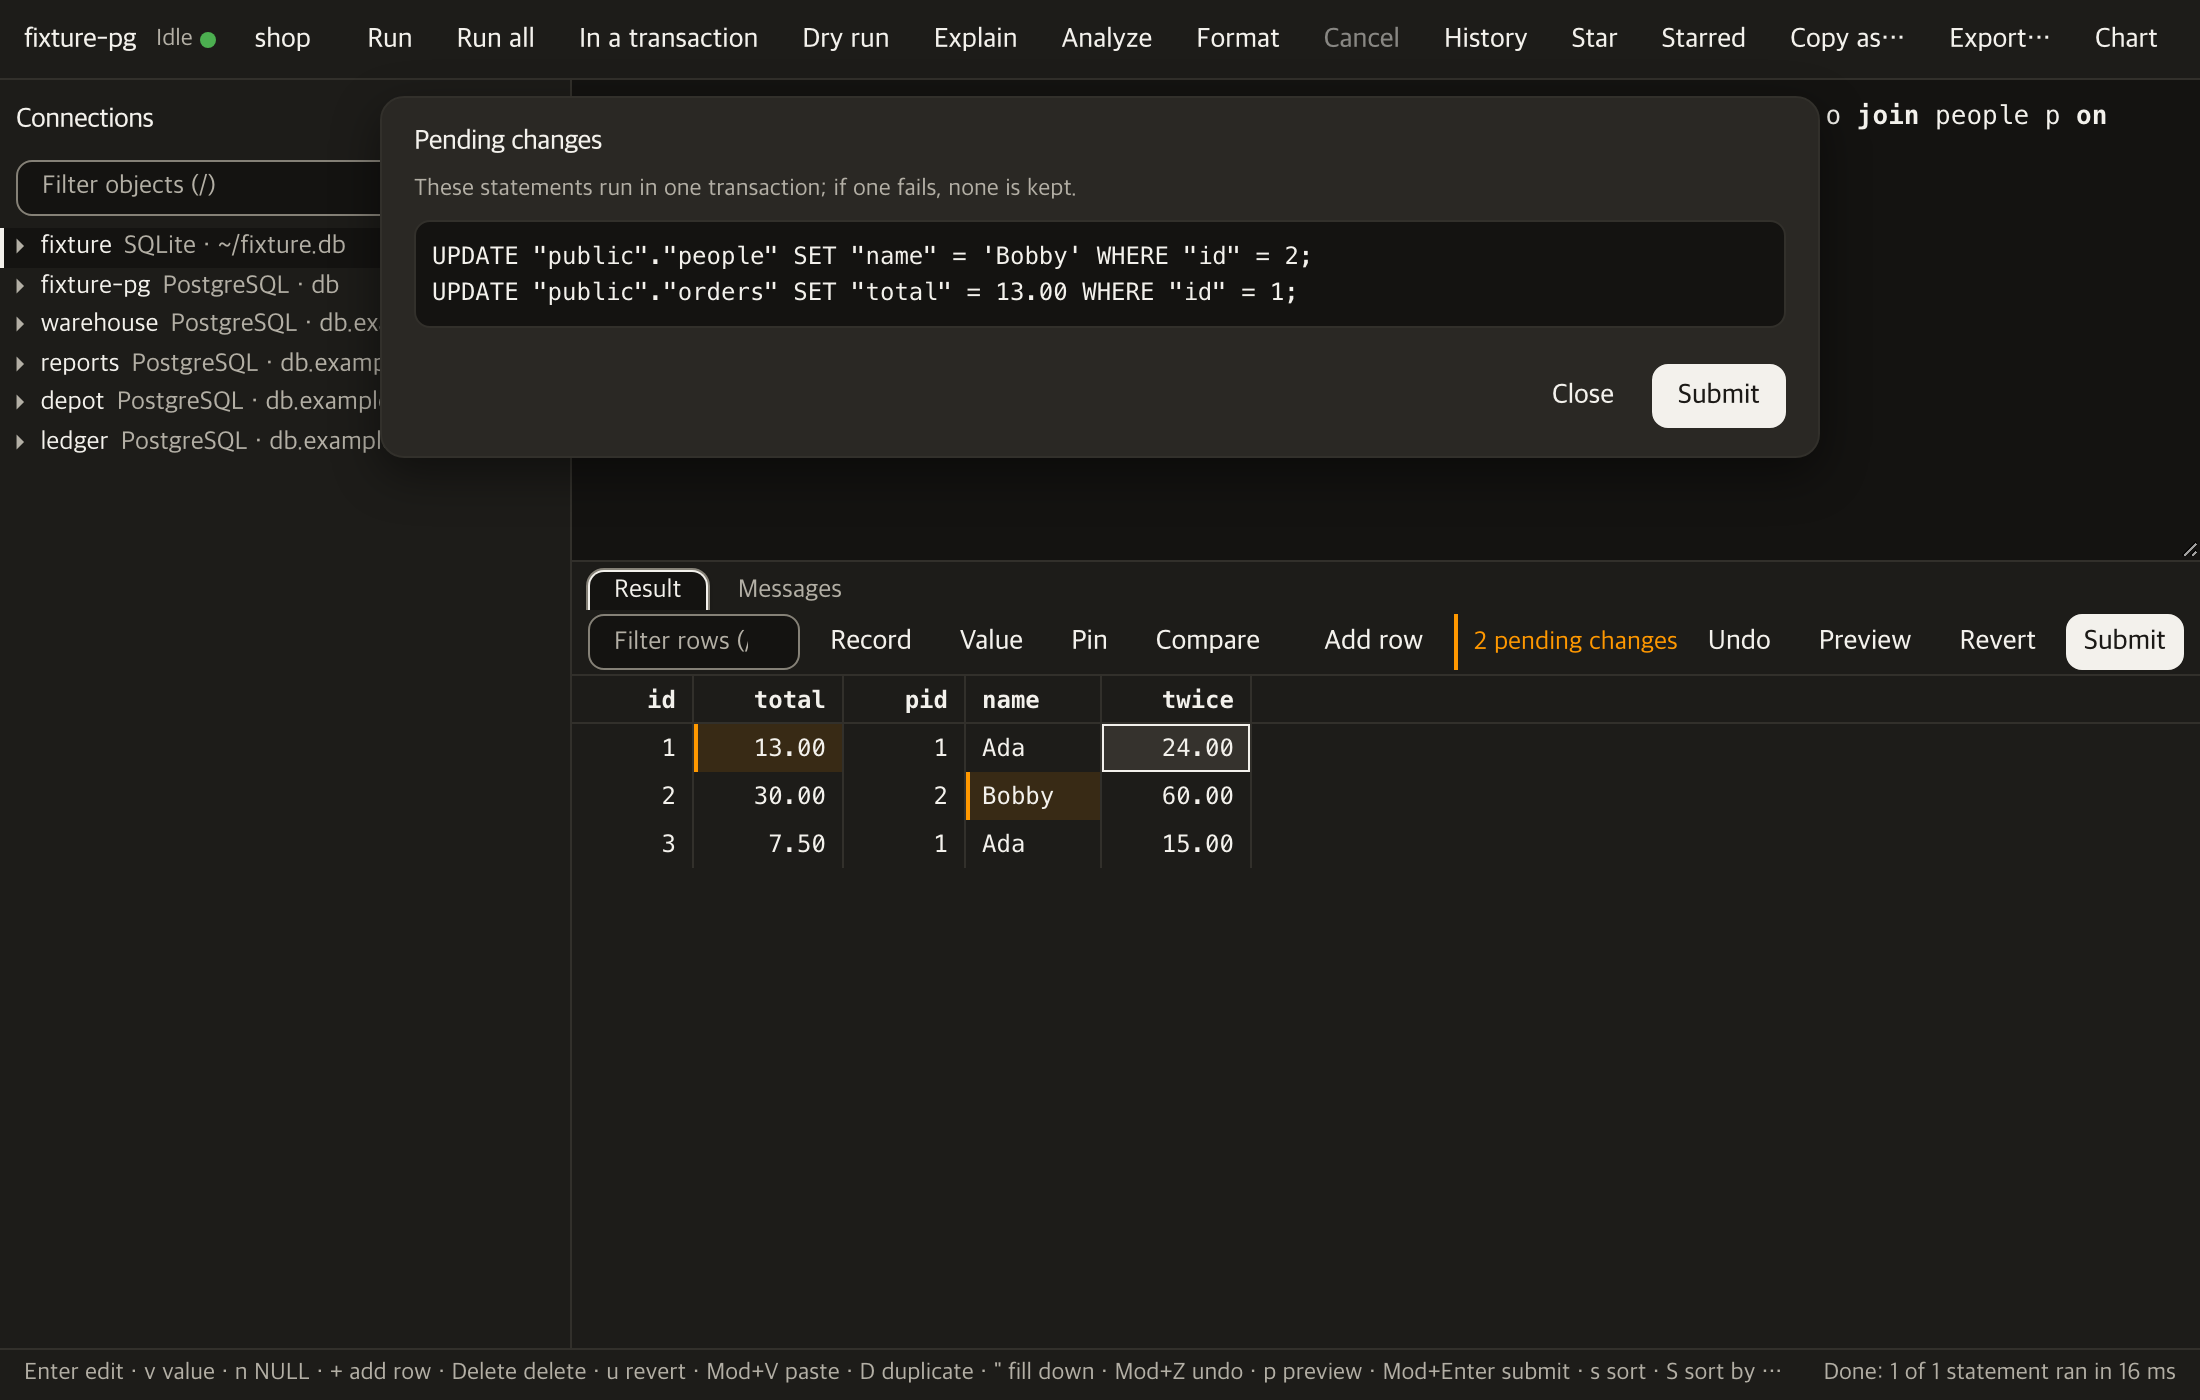 fixture-pg Idle shop Run Run all In a transaction Dry run Explain Analyze Format Cancel History Star Starred Copy as··· Export··· Chart
Connections
Filter objects (/)
fixture SQLite · ~/fixture.db
fixture-pg PostgreSQL · db
warehouse PostgreSQL · db.ex
reports PostgreSQL · db.examp
depot PostgreSQL · db.exampl
ledger PostgreSQL · db.exampl
o join people p on
Pending changes
These statements run in one transaction; if one fails, none is kept.
UPDATE "public"."people" SET "name" = 'Bobby' WHERE "id" = 2;
UPDATE "public"."orders" SET "total" = 13.00 WHERE "id" = 1;
Close Submit
Result Messages
Filter rows (/ Record Value Pin Compare Add row 2 pending changes Undo Preview Revert Submit
id total pid name twice
1 13.00 1 Ada 24.00
2 30.00 2 Bobby 60.00
3 7.50 1 Ada 15.00
Enter edit · v value · n NULL · + add row · Delete delete · u revert · Mod+V paste · D duplicate · " fill down · Mod+Z undo · p preview · Mod+Enter submit · s sort · S sort by ··· Done: 1 of 1 statement ran in 16 ms